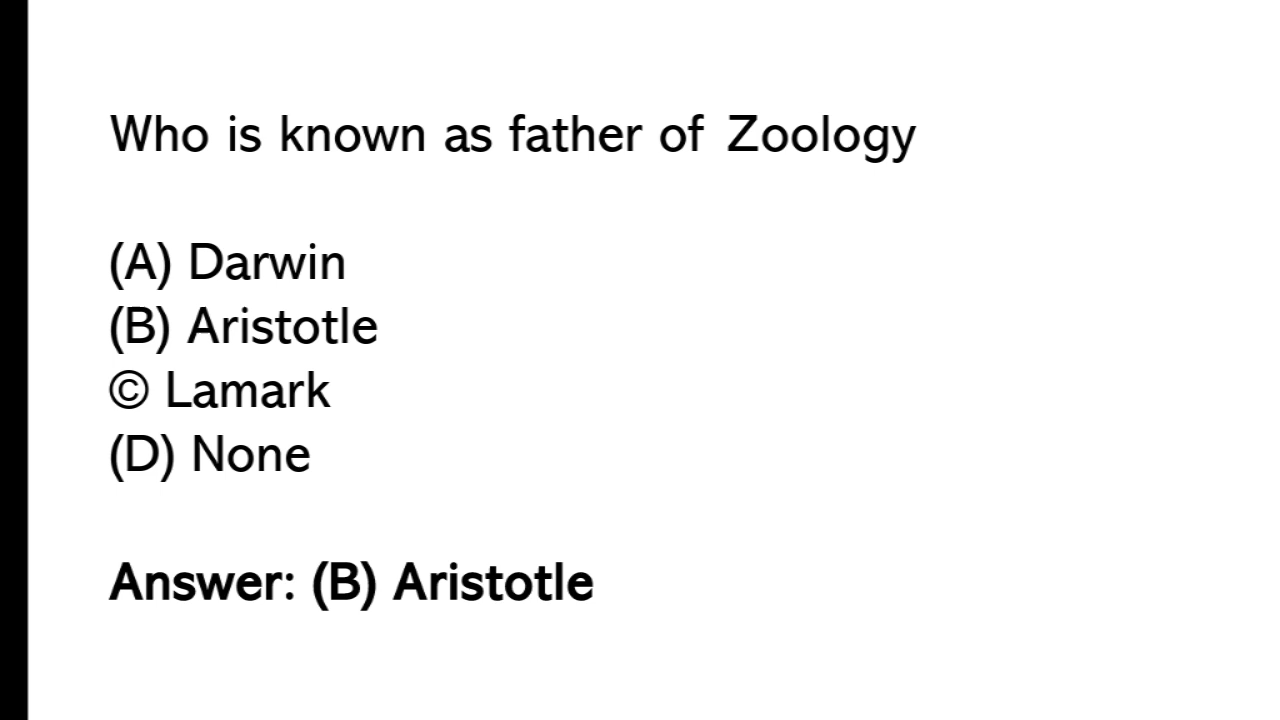 Who is known as father of Zoology
(A) Darwin
(B) Aristotle
© Lamark
(D) None
Answer: (B) Aristotle